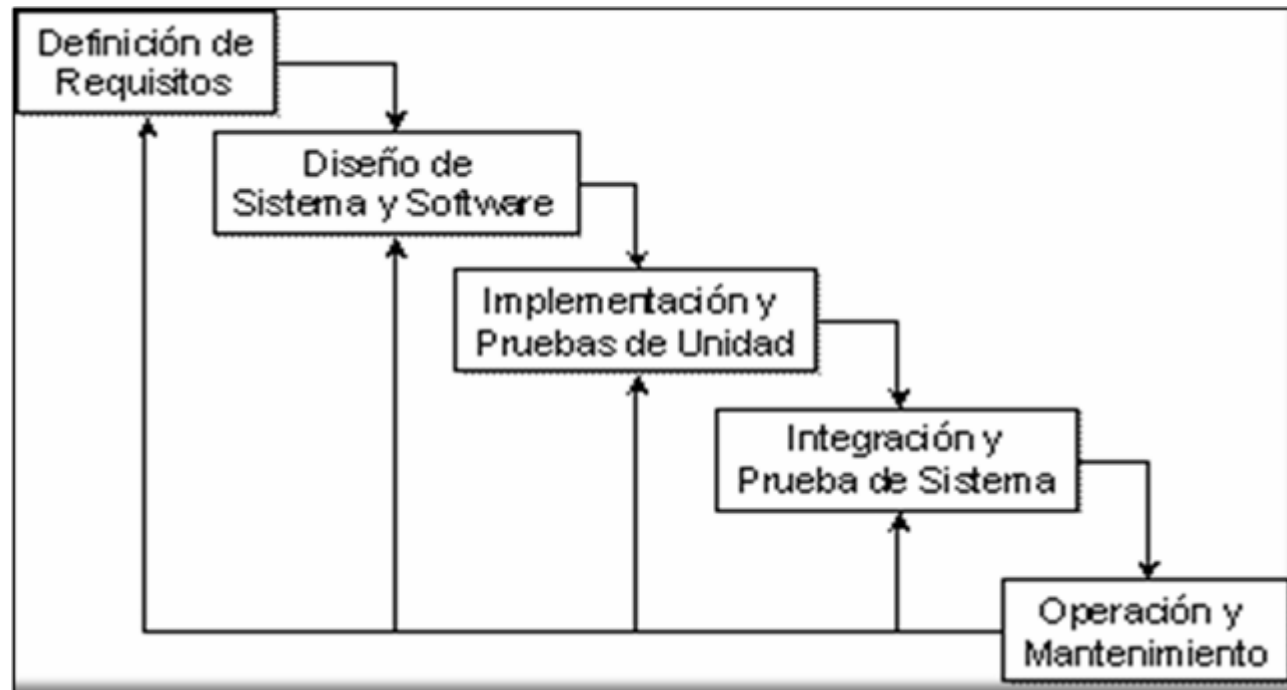 Definición de
Requisitos
Diseño de
Sistema y Software
Implementación y
Pruebas de Unidad
Integración y
Prueba de Sistema
Operación y
Mantenimiento